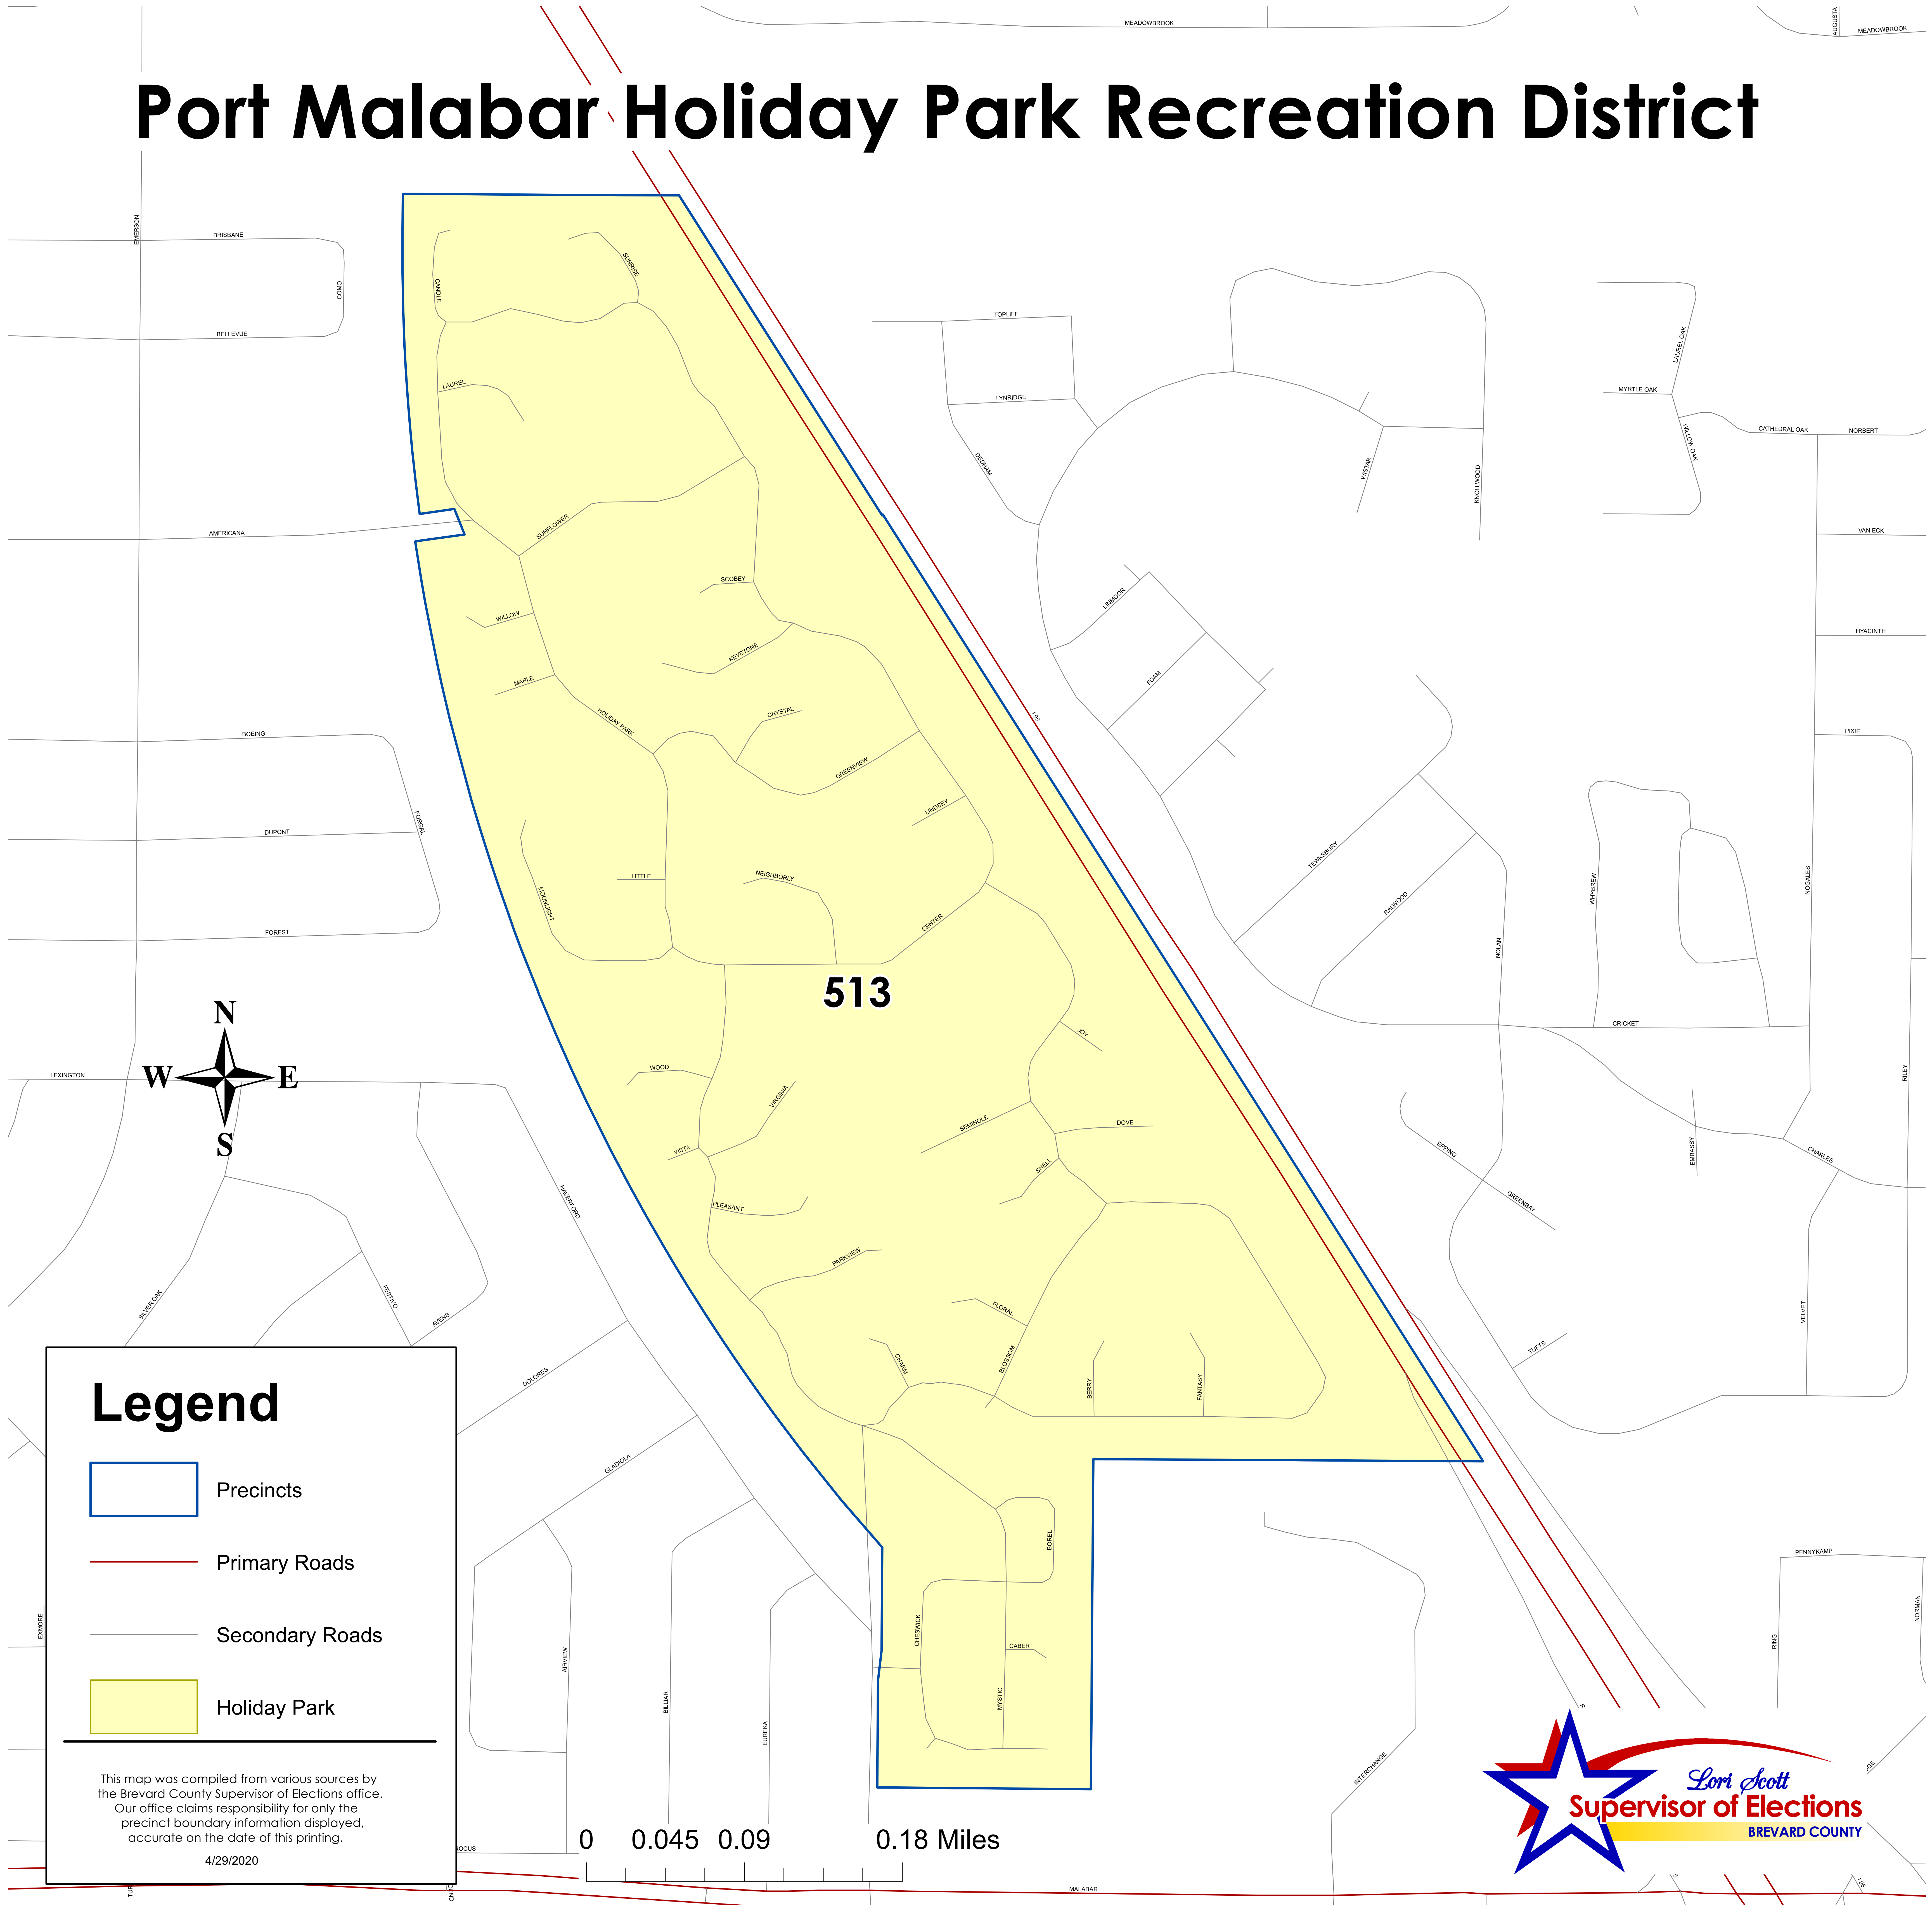 MEADOWBROOK
AUGUSTA
MEADOWBROOK
Port Malabar Holiday Park Recreation District
EMERSON
BRISBANE
COMO
BELLEVUE
CANDLE
SUNRISE
LAUREL
TOPLIFF
LYNRIDGE
DEDHAM
WISTAR
KNOLLWOOD
LAUREL OAK
MYRTLE OAK
WILLOW OAK
CATHEDRAL OAK
NORBERT
AMERICANA
SUNFLOWER
VAN ECK
SCOBEY
WILLOW
LINMOOR
HYACINTH
KEYSTONE
MAPLE
FOAM
HOLIDAY PARK
CRYSTAL
I 95
BOEING
PIXIE
GREENVIEW
LINDSEY
FORGAL
DUPONT
TEWKSBURY
LITTLE
NEIGHBORLY
MOONLIGHT
RALWOOD
WHYBREW
NOGALES
CENTER
FOREST
NOLAN
513
N
W
E
S
CRICKET
JOY
LEXINGTON
WOOD
VIRGINIA
RILEY
SEMINOLE
DOVE
VISTA
SHELL
EPPING
EMBASSY
CHARLES
HAVERFORD
PLEASANT
GREENBAY
PARKVIEW
SILVER OAK
FESTIVO
AVENS
FLORAL
VELVET
TUFTS
CHARM
BLOSSOM
BERRY
FANTASY
DOLORES
GLADIOLA
BOREL
PENNYKAMP
CHESWICK
CABER
MYSTIC
EXMORE
AIRVIEW
BILLIAR
EUREKA
NORMAN
RING
R
INTERCHANGE
GE
Legend
Precincts
Primary Roads
Secondary Roads
Holiday Park
This map was compiled from various sources by
the Brevard County Supervisor of Elections office.
Our office claims responsibility for only the
precinct boundary information displayed,
accurate on the date of this printing.
4/29/2020
0 0.045 0.09 0.18 Miles
Lori Scott
Supervisor of Elections
BREVARD COUNTY
ROCUS
TUR
MALABAR
I 95